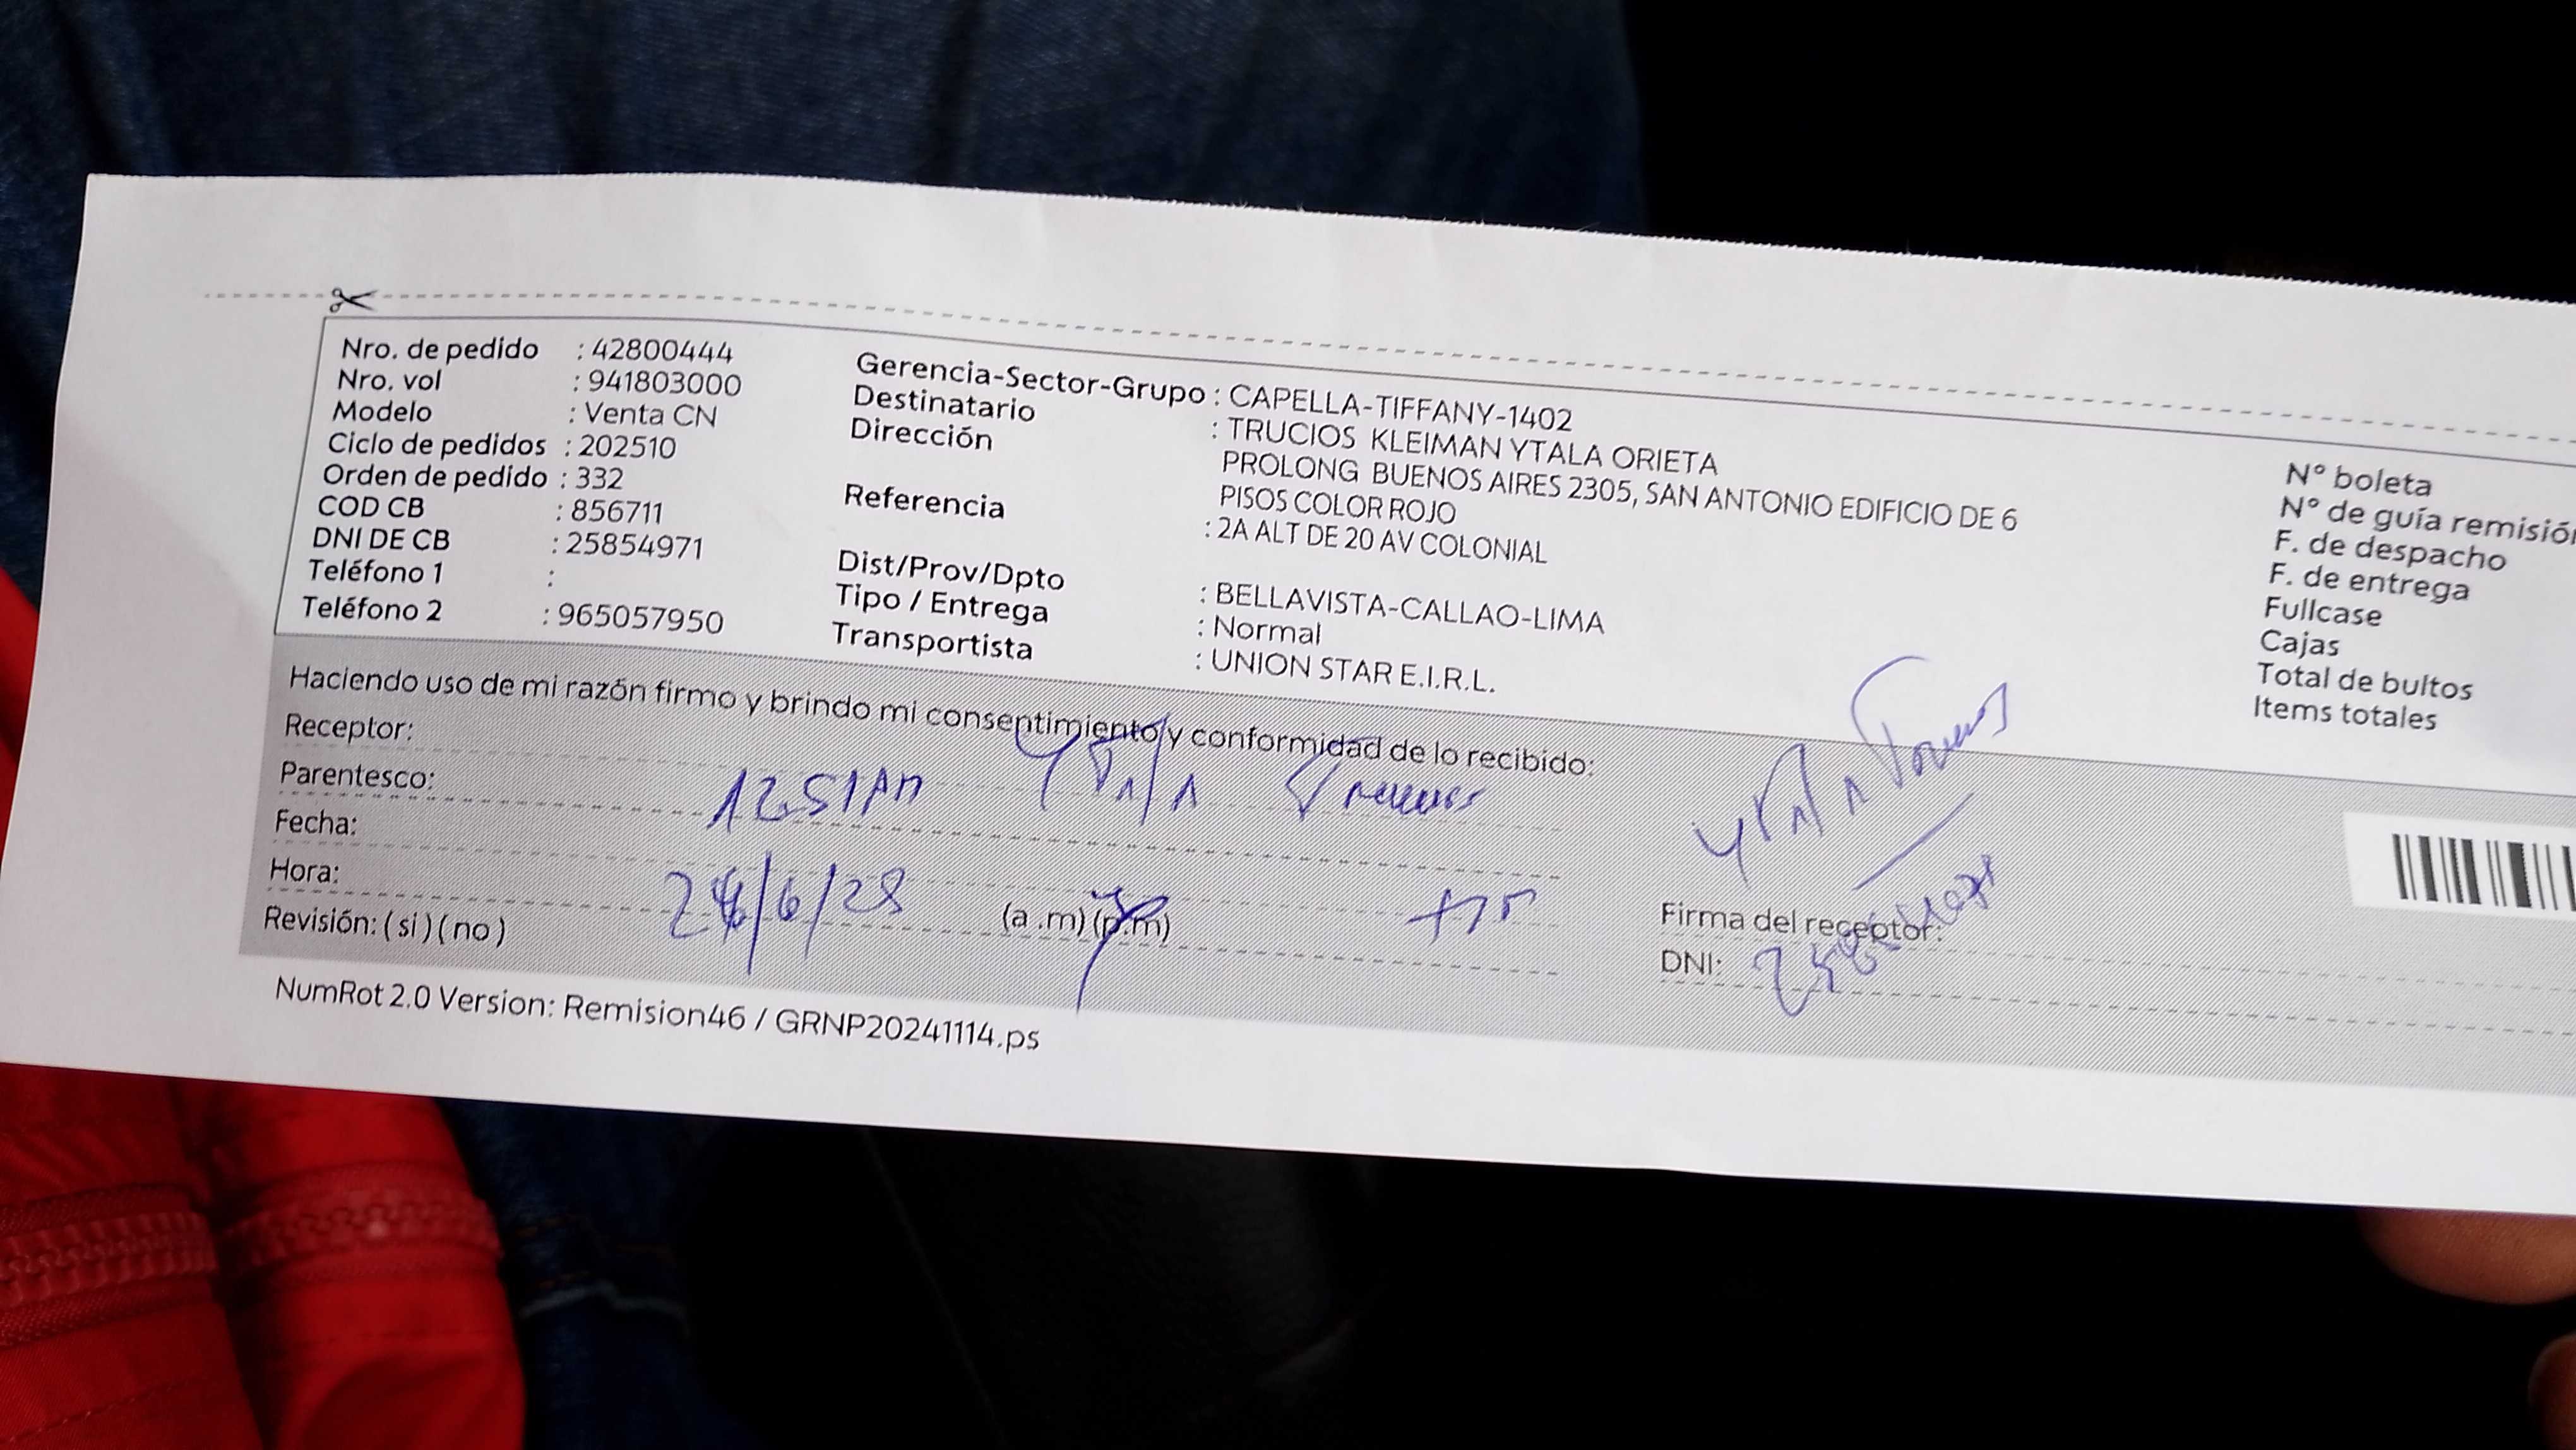 Nro. de pedido : 42800444
Nro. vol : 941803000
Modelo : Venta CN
Ciclo de pedidos : 202510
Orden de pedido : 332
COD CB : 856711
DNI DE CB : 25854971
Teléfono 1 :
Teléfono 2 : 965057950
Gerencia-Sector-Grupo : CAPELLA-TIFFANY-1402
Destinatario : TRUCIOS KLEIMAN YTALA ORIETA
Dirección PROLONG BUENOS AIRES 2305, SAN ANTONIO EDIFICIO DE 6
PISOS COLOR ROJO
Referencia : 2A ALT DE 20 AV COLONIAL
Dist/Prov/Dpto : BELLAVISTA-CALLAO-LIMA
Tipo / Entrega : Normal
Transportista : UNION STAR E.I.R.L.
Nº boleta
Nº de guía remisión
F. de despacho
F. de entrega
Fullcase
Cajas
Total de bultos
Items totales
Haciendo uso de mi razón firmo y brindo mi consentimiento y conformidad de lo recibido:
Receptor:
Parentesco:
Fecha:
Hora: (a .m) (p.m)
Revisión: ( si ) ( no )
Firma del receptor:
DNI:
NumRot 2.0 Version: Remision46 / GRNP20241114.ps